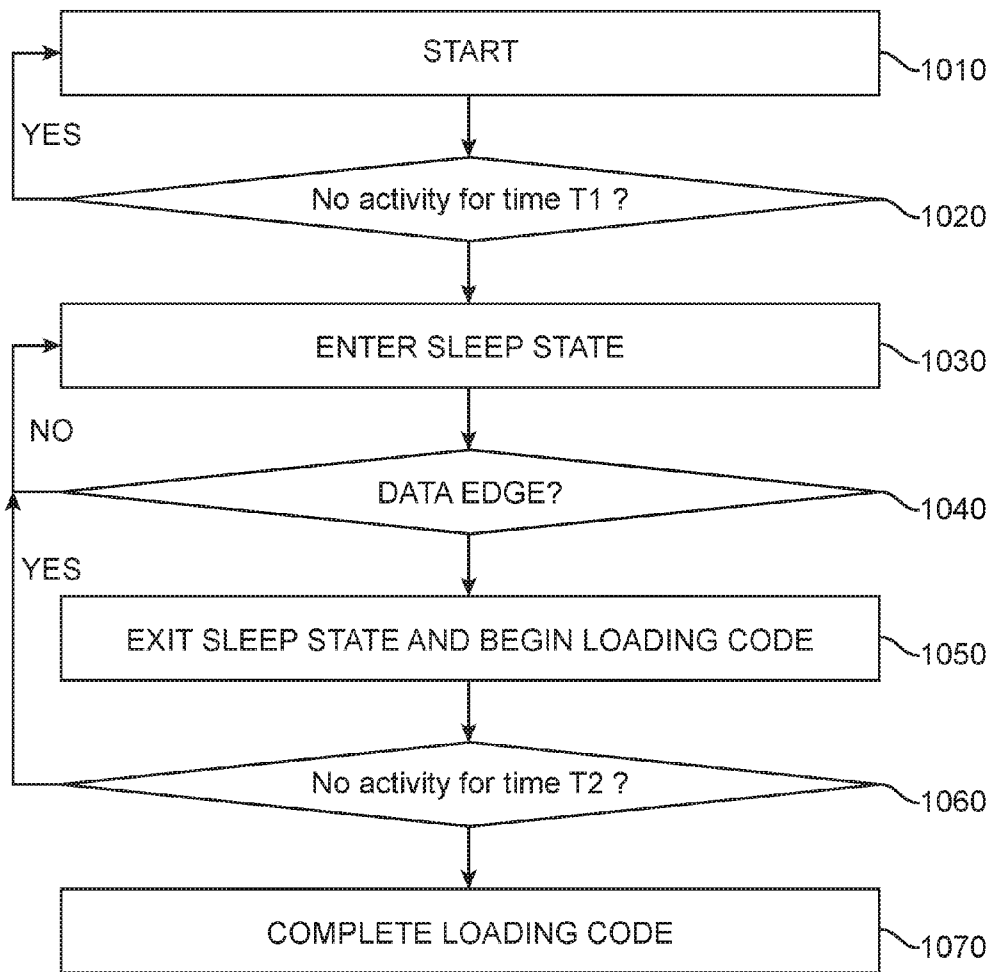 START
1010
YES
No activity for time T1 ?
1020
ENTER SLEEP STATE
1030
NO
DATA EDGE?
1040
YES
EXIT SLEEP STATE AND BEGIN LOADING CODE
1050
No activity for time T2 ?
1060
COMPLETE LOADING CODE
1070